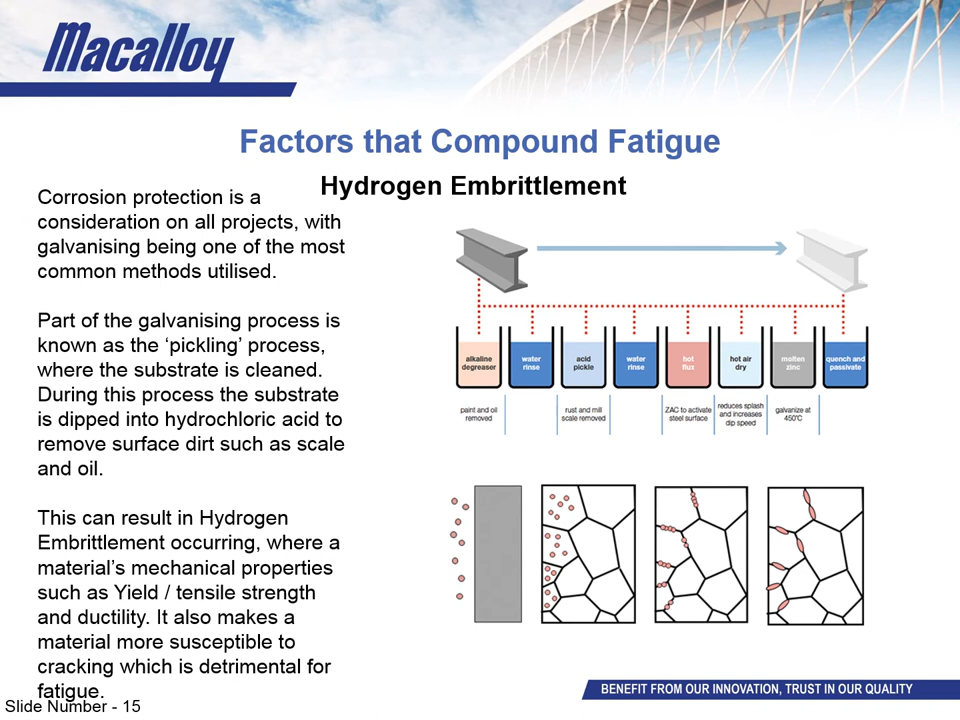 Macalloy
Factors that Compound Fatigue
Hydrogen Embrittlement
Corrosion protection is a
consideration on all projects, with
galvanising being one of the most
common methods utilised.
Part of the galvanising process is
known as the ‘pickling’ process,
where the substrate is cleaned.
During this process the substrate
is dipped into hydrochloric acid to
remove surface dirt such as scale
and oil.
This can result in Hydrogen
Embrittlement occurring, where a
material’s mechanical properties
such as Yield / tensile strength
and ductility. It also makes a
material more susceptible to
cracking which is detrimental for
fatigue.
alkaline
degreaser
water
rinse
acid
pickle
water
rinse
hot
flux
hot air
dry
molten
zinc
quench and
passivate
paint and oil
removed
rust and mill
scale removed
ZAC to activate
steel surface
reduces splash
and increases
dip speed
galvanize at
450°C
Slide Number - 15
BENEFIT FROM OUR INNOVATION, TRUST IN OUR QUALITY